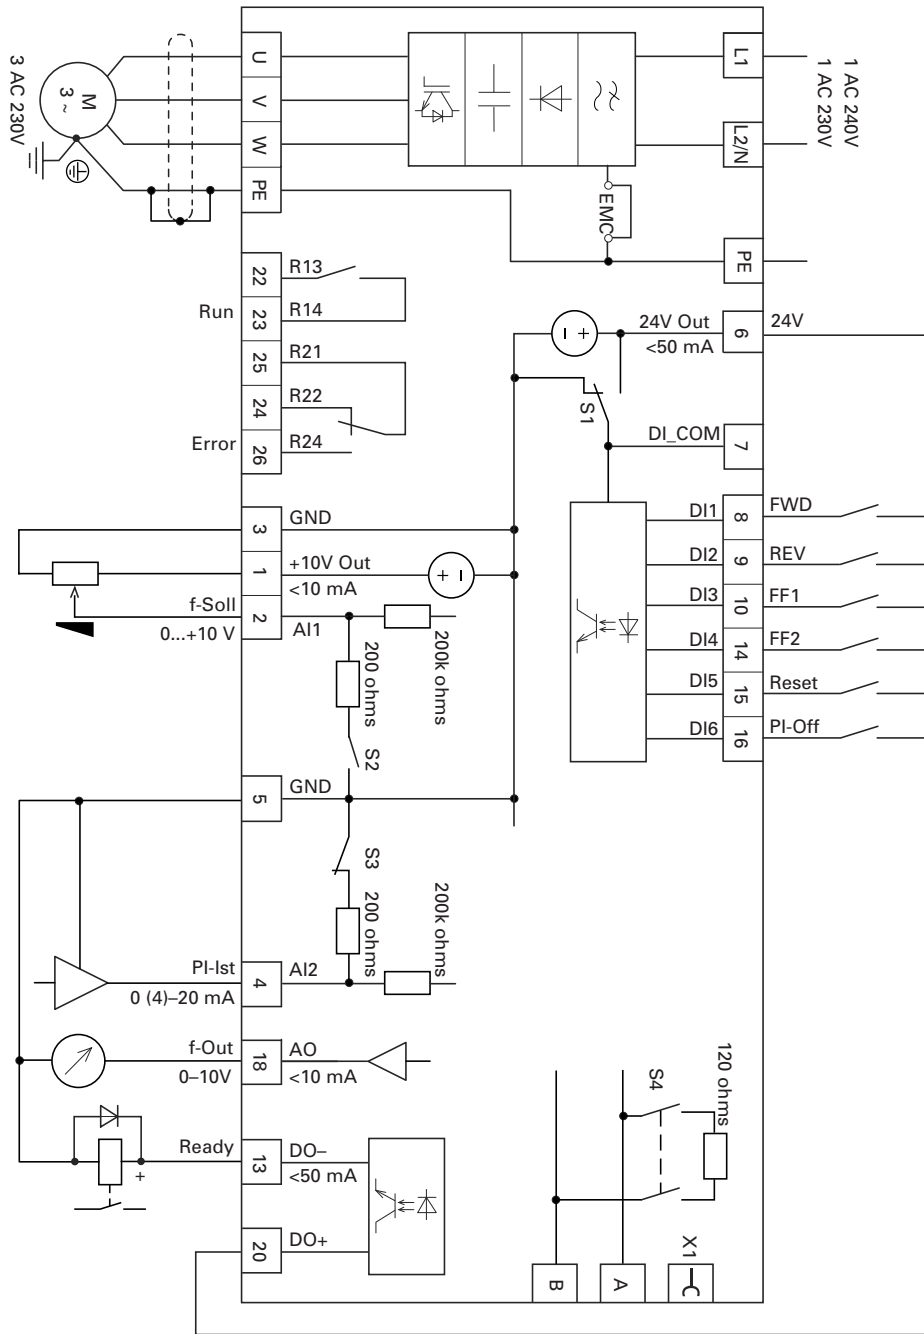 3 AC 230V
M
3 ~
U
V
W
PE
L1
L2/N
1 AC 240V
1 AC 230V
EMC
PE
22
R13
Run
23
R14
25
R21
24
R22
Error
26
R24
24V Out
<50 mA
6
24V
S1
DI_COM
7
3
GND
1
+10V Out
<10 mA
f-Soll
0...+10 V
2
AI1
200k ohms
200 ohms
S2
DI1
8
FWD
DI2
9
REV
DI3
10
FF1
DI4
14
FF2
DI5
15
Reset
DI6
16
PI-Off
5
GND
S3
200 ohms
200k ohms
PI-Ist
0 (4)–20 mA
4
AI2
f-Out
0–10V
18
AO
<10 mA
Ready
+
13
DO–
<50 mA
20
DO+
S4
120 ohms
B
A
X1